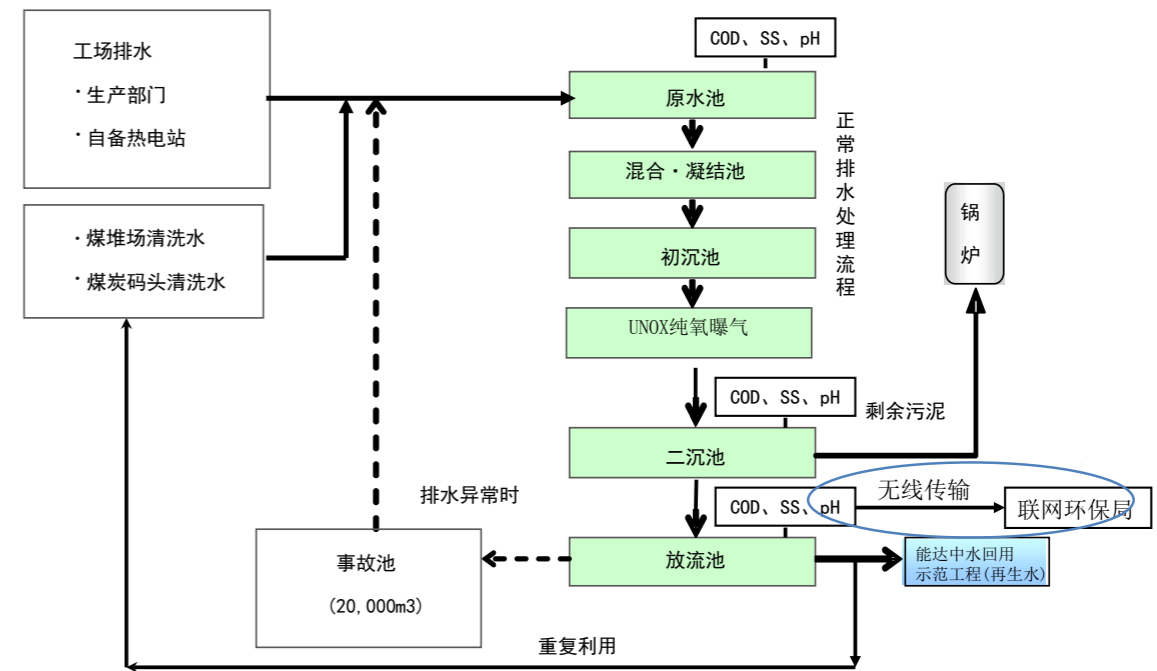 工场排水
·生产部门
·自备热电站
COD、SS、pH
原水池
混合·凝结池
初沉池
UNOX纯氧曝气
正常排水处理流程
·煤堆场清洗水
·煤炭码头清洗水
锅
炉
COD、SS、pH
剩余污泥
二沉池
无线传输
排水异常时
COD、SS、pH
联网环保局
事故池
(20,000m3)
放流池
能达中水回用
示范工程(再生水)
重复利用